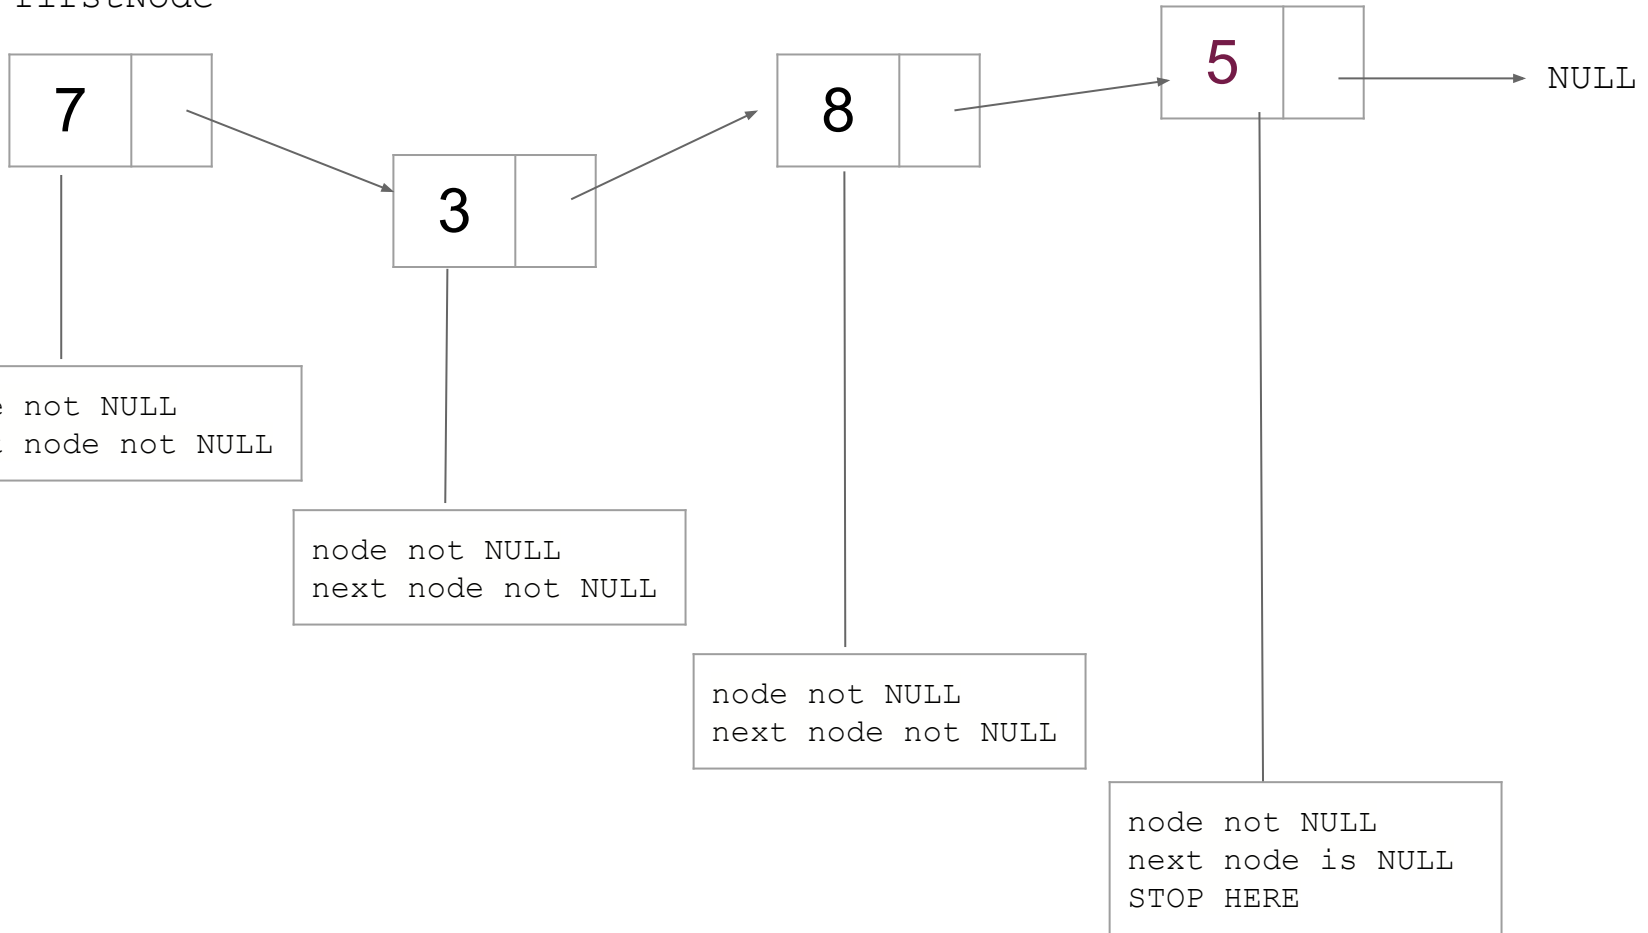 firstNode
7
3
8
5
NULL
not NULL
node not NULL
node not NULL
next node not NULL
node not NULL
next node not NULL
node not NULL
next node is NULL
STOP HERE